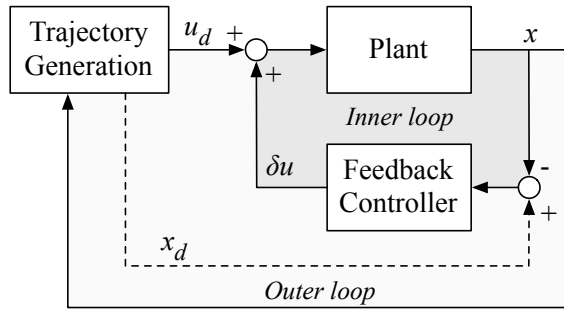 Trajectory
Generation
u_d
+
+
Plant
x
Inner loop
δu
Feedback
Controller
-
+
x_d
Outer loop